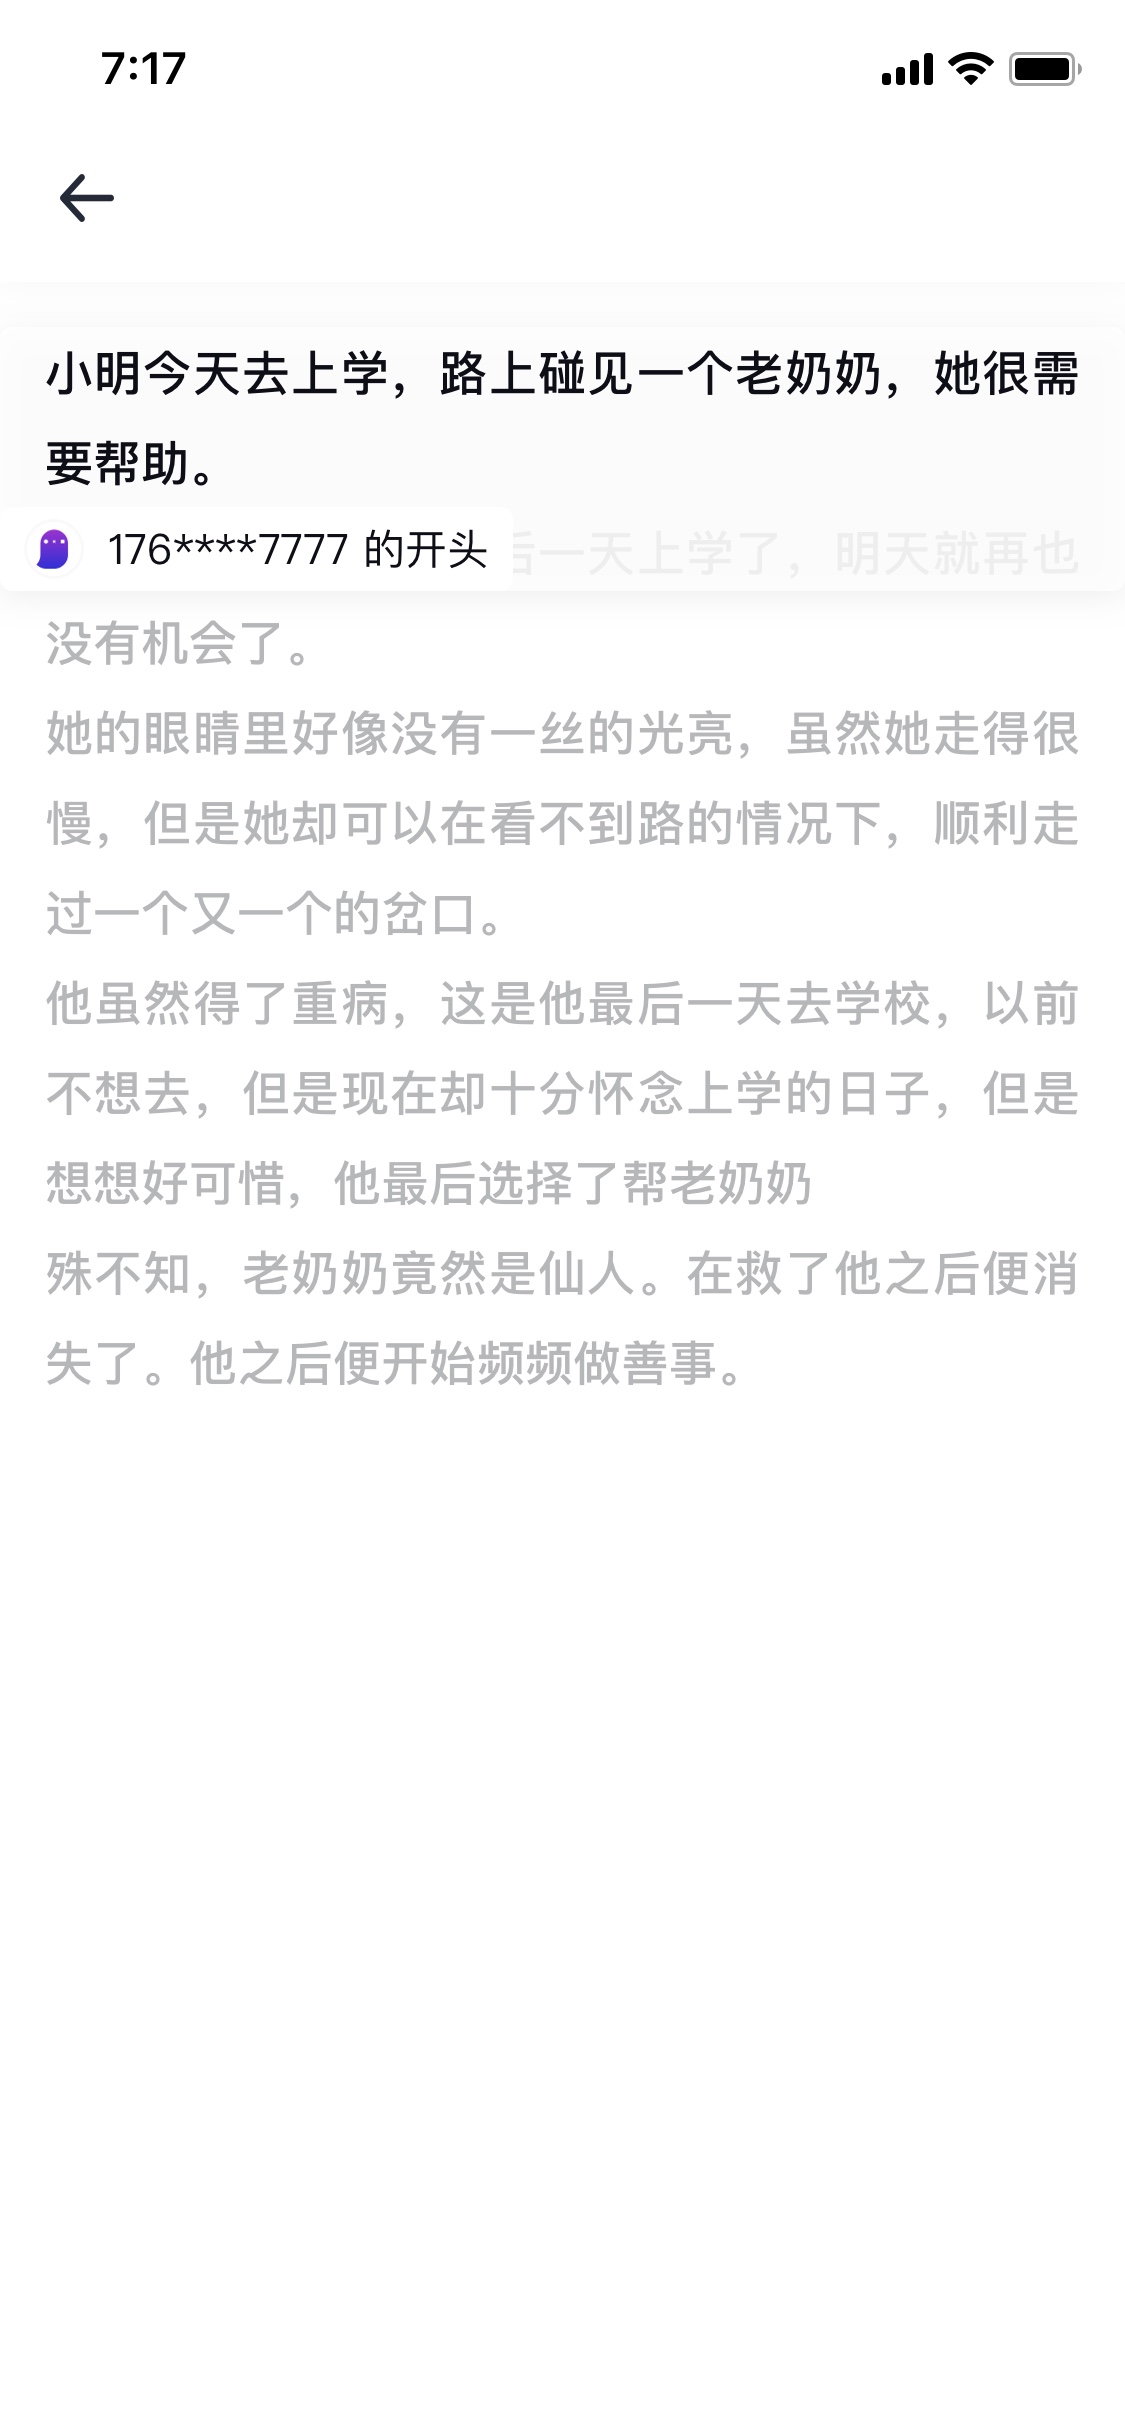 7:17
小明今天去上学，路上碰见一个老奶奶，她很需
要帮助。
176****7777 的开头
后一天上学了，明天就再也
没有机会了。
她的眼睛里好像没有一丝的光亮，虽然她走得很
慢，但是她却可以在看不到路的情况下，顺利走
过一个又一个的岔口。
他虽然得了重病，这是他最后一天去学校，以前
不想去，但是现在却十分怀念上学的日子，但是
想想好可惜，他最后选择了帮老奶奶
殊不知，老奶奶竟然是仙人。在救了他之后便消
失了。他之后便开始频频做善事。